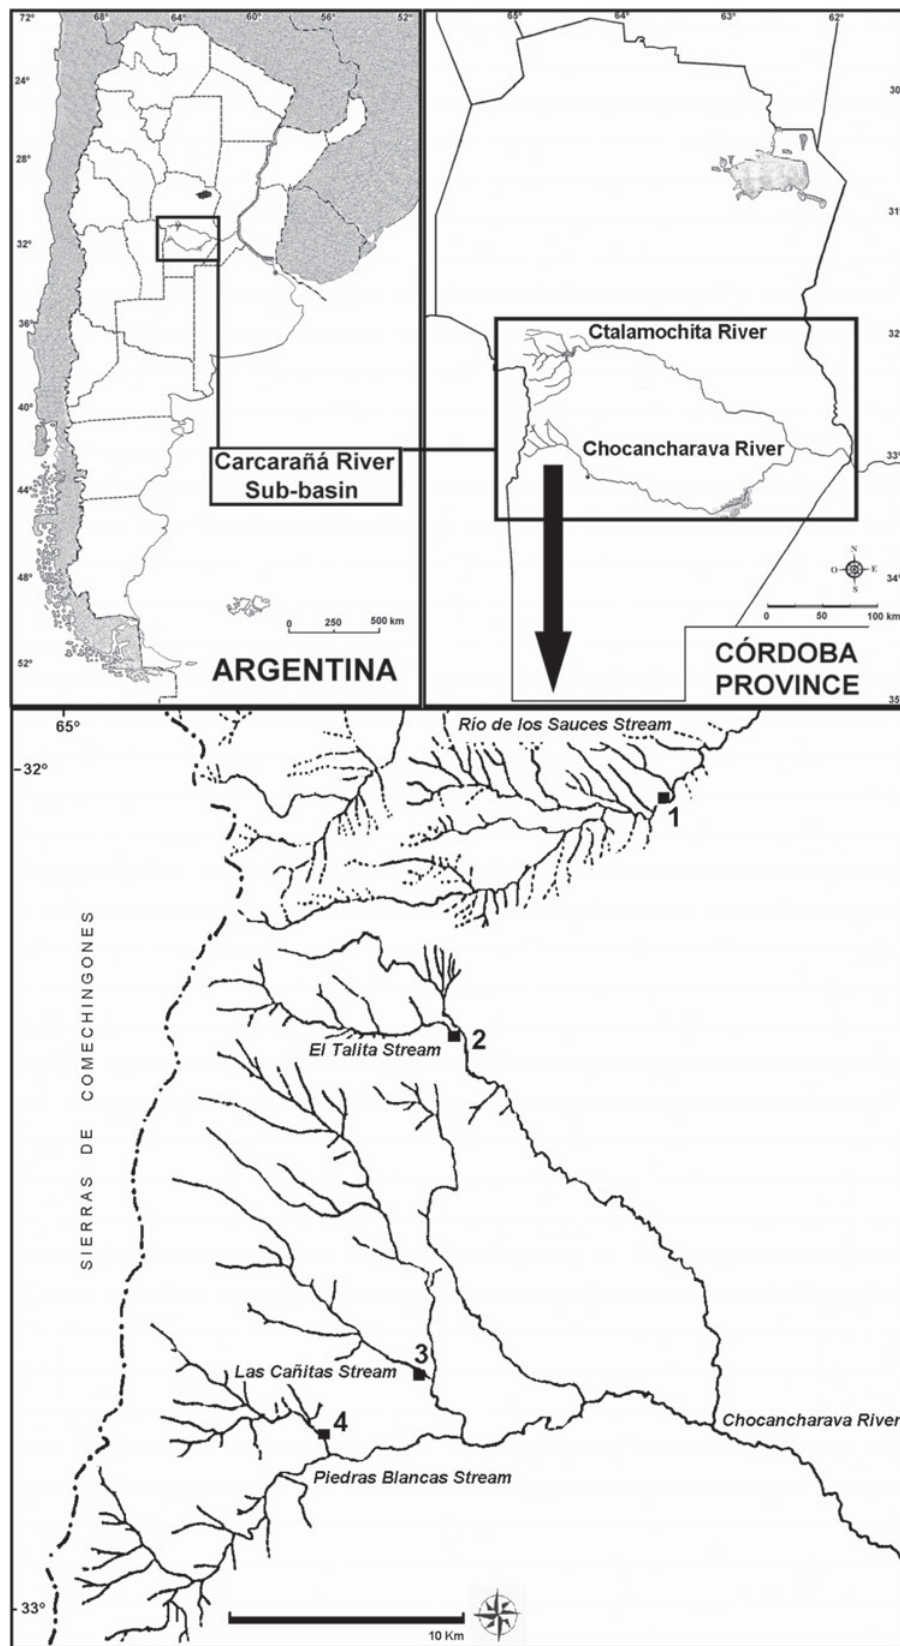 72° 68° 64° 60° 56° 52°
24°
28°
32°
36°
40°
44°
48°
52°
Carcarañá River
Sub-basin
0 250 500 km
ARGENTINA
65° 64° 63° 62°
30
31°
32°
33°
34°
35°
Ctalamochita River
Chocancharava River
N
O E
S
0 50 100 km
CÓRDOBA
PROVINCE
65°
32°
33°
Río de los Sauces Stream
1
SIERRAS DE COMECHINGONES
2
El Talita Stream
3
Las Cañitas Stream
4
Chocancharava River
Piedras Blancas Stream
10 Km